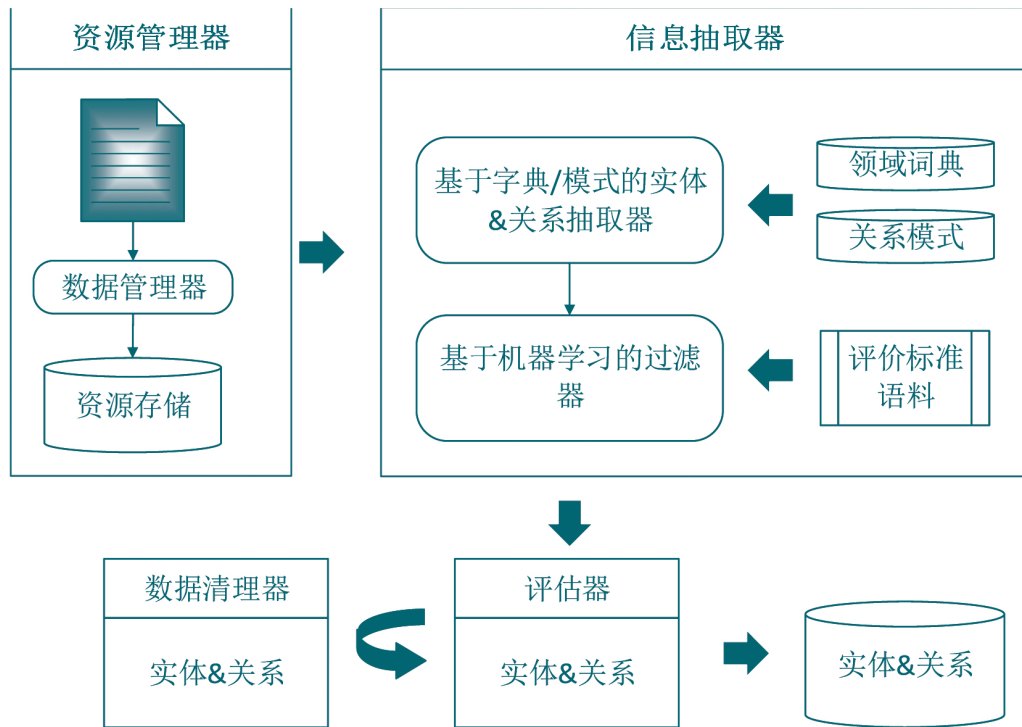 资源管理器
数据管理器
资源存储
信息抽取器
基于字典/模式的实体
&关系抽取器
领域词典
关系模式
基于机器学习的过滤
器
评价标准
语料
数据清理器
实体&关系
评估器
实体&关系
实体&关系